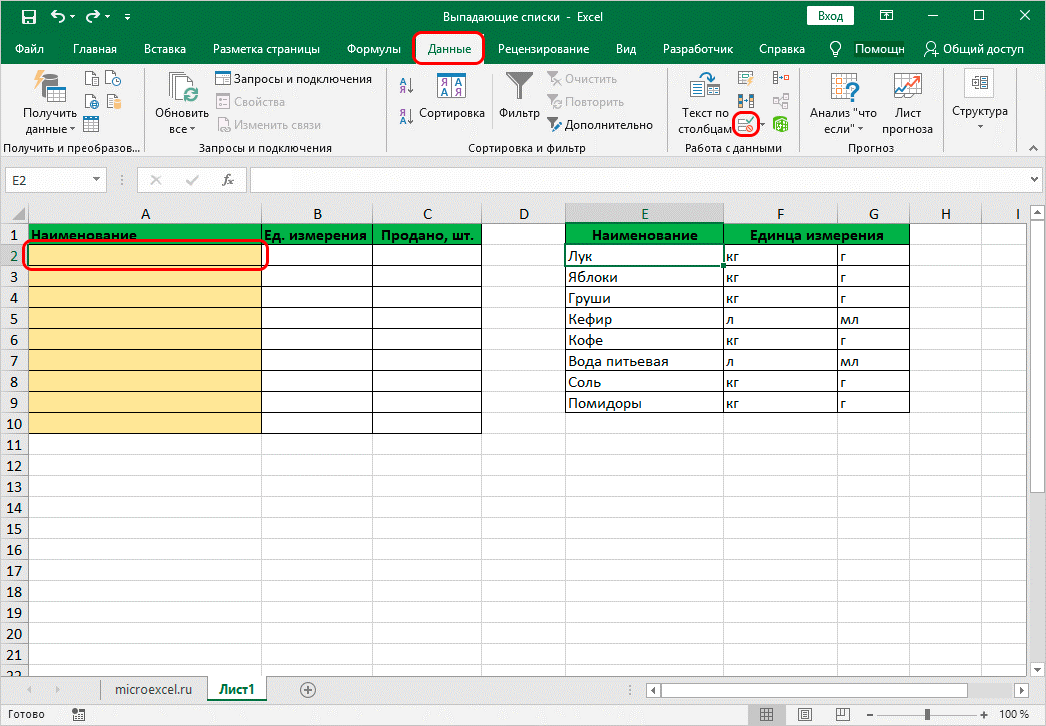 Выпадающие списки - Excel
Вход
Файл Главная Вставка Разметка страницы Формулы Данные Рецензирование Вид Разработчик Справка Помощн Общий доступ
Получить данные
Обновить все
Запросы и подключения
Свойства
Изменить связи
Сортировка
Фильтр
Очистить
Повторить
Дополнительно
Текст по столбцам
Анализ "что если"
Лист прогноза
Структура
Получить и преобразов... Запросы и подключения Сортировка и фильтр Работа с данными Прогноз
E2 fx
A B C D E F G H I
1 Наименование Ед. измерения Продано, шт. Наименование Единца измерения
2 Лук кг г
3 Яблоки кг г
4 Груши кг г
5 Кефир л мл
6 Кофе кг г
7 Вода питьевая л мл
8 Соль кг г
9 Помидоры кг г
10
11
12
13
14
15
16
17
18
19
20
21
22
microexcel.ru Лист1
Готово 100 %